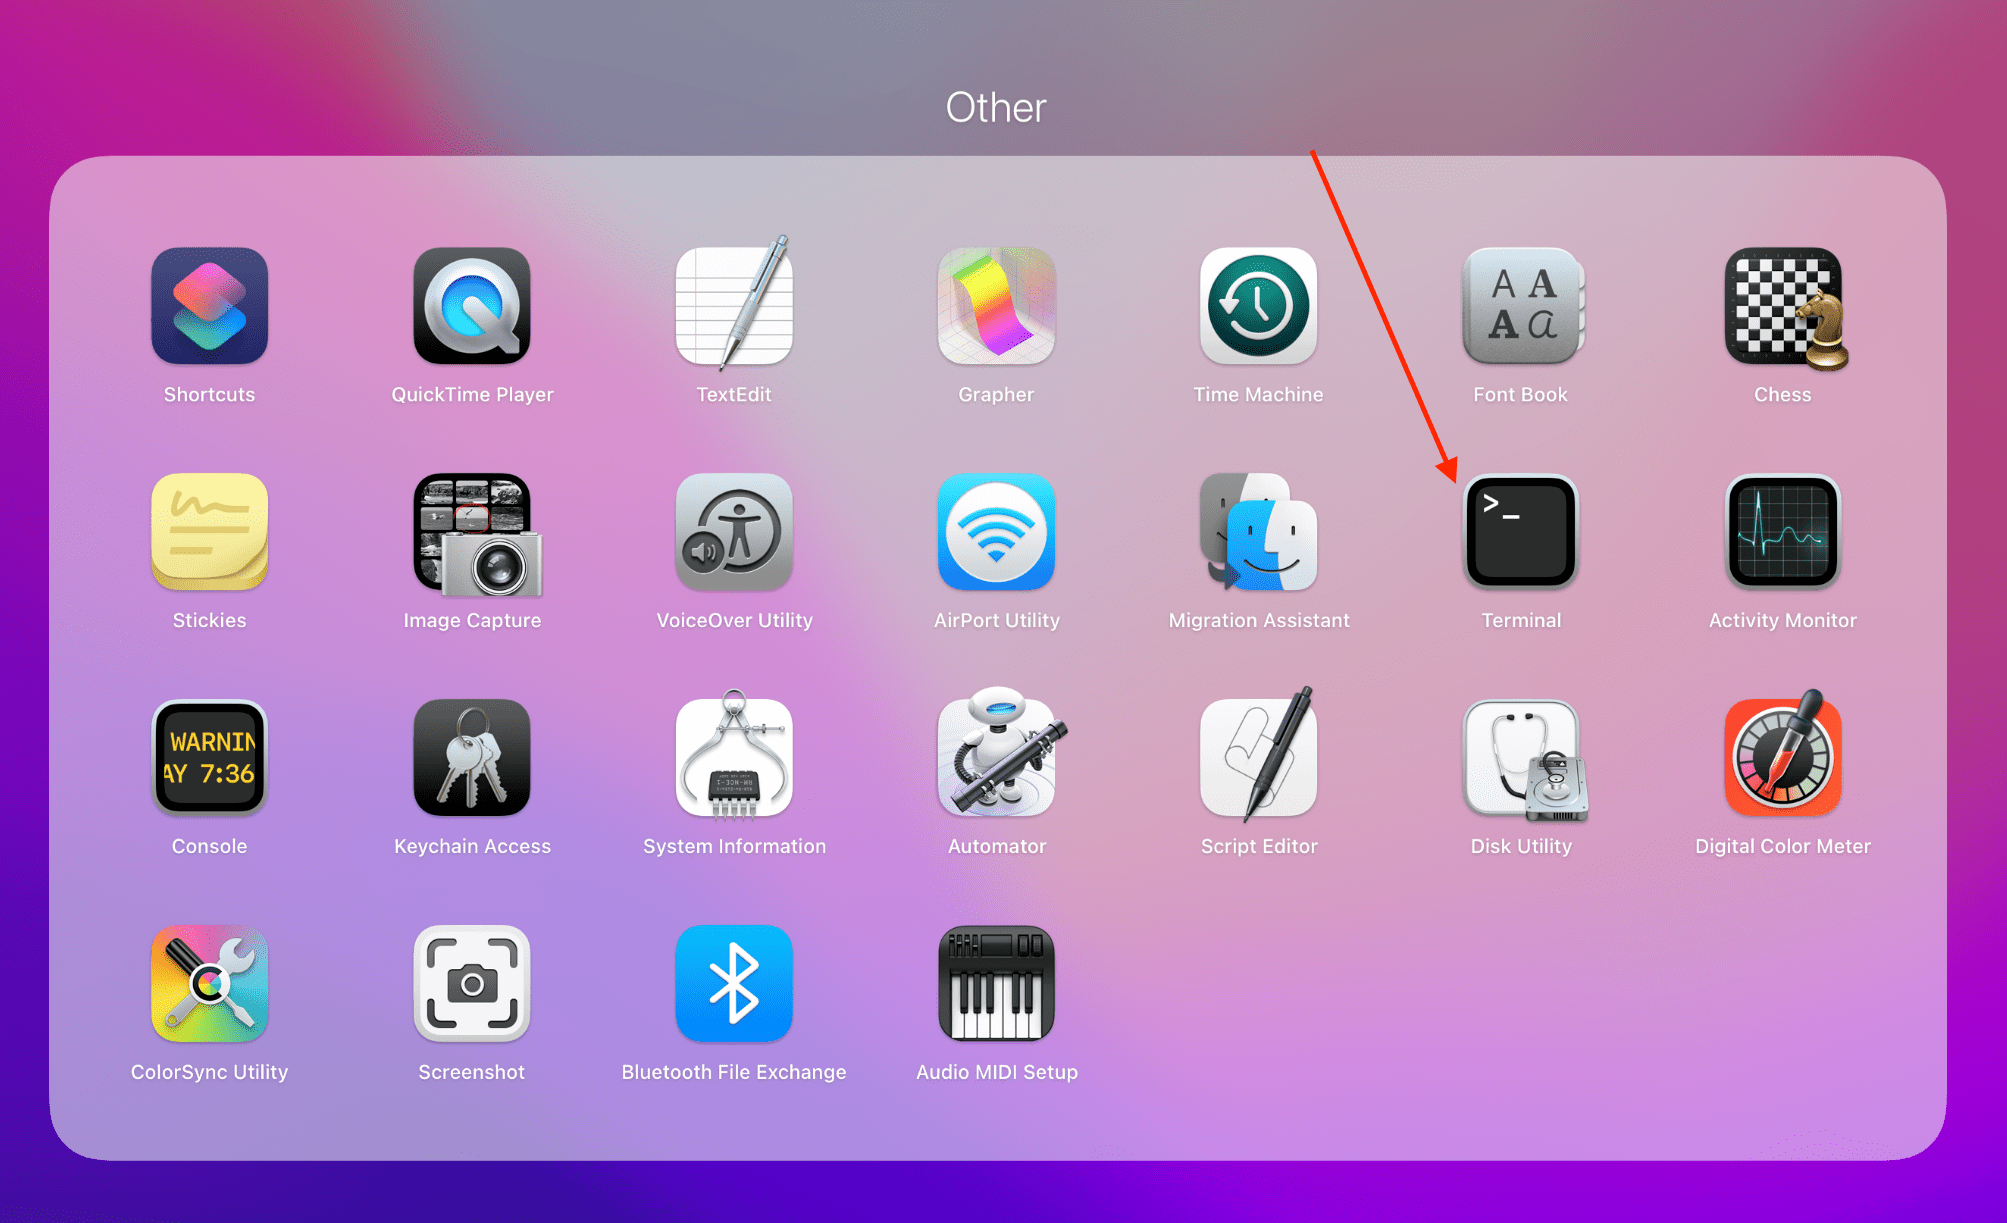 Other
A A
A a
Shortcuts
QuickTime Player
TextEdit
Grapher
Time Machine
Font Book
Chess
>_
Stickies
Image Capture
VoiceOver Utility
AirPort Utility
Migration Assistant
Terminal
Activity Monitor
WARNIN
AY 7:36
Console
Keychain Access
System Information
Automator
Script Editor
Disk Utility
Digital Color Meter
ColorSync Utility
Screenshot
Bluetooth File Exchange
Audio MIDI Setup